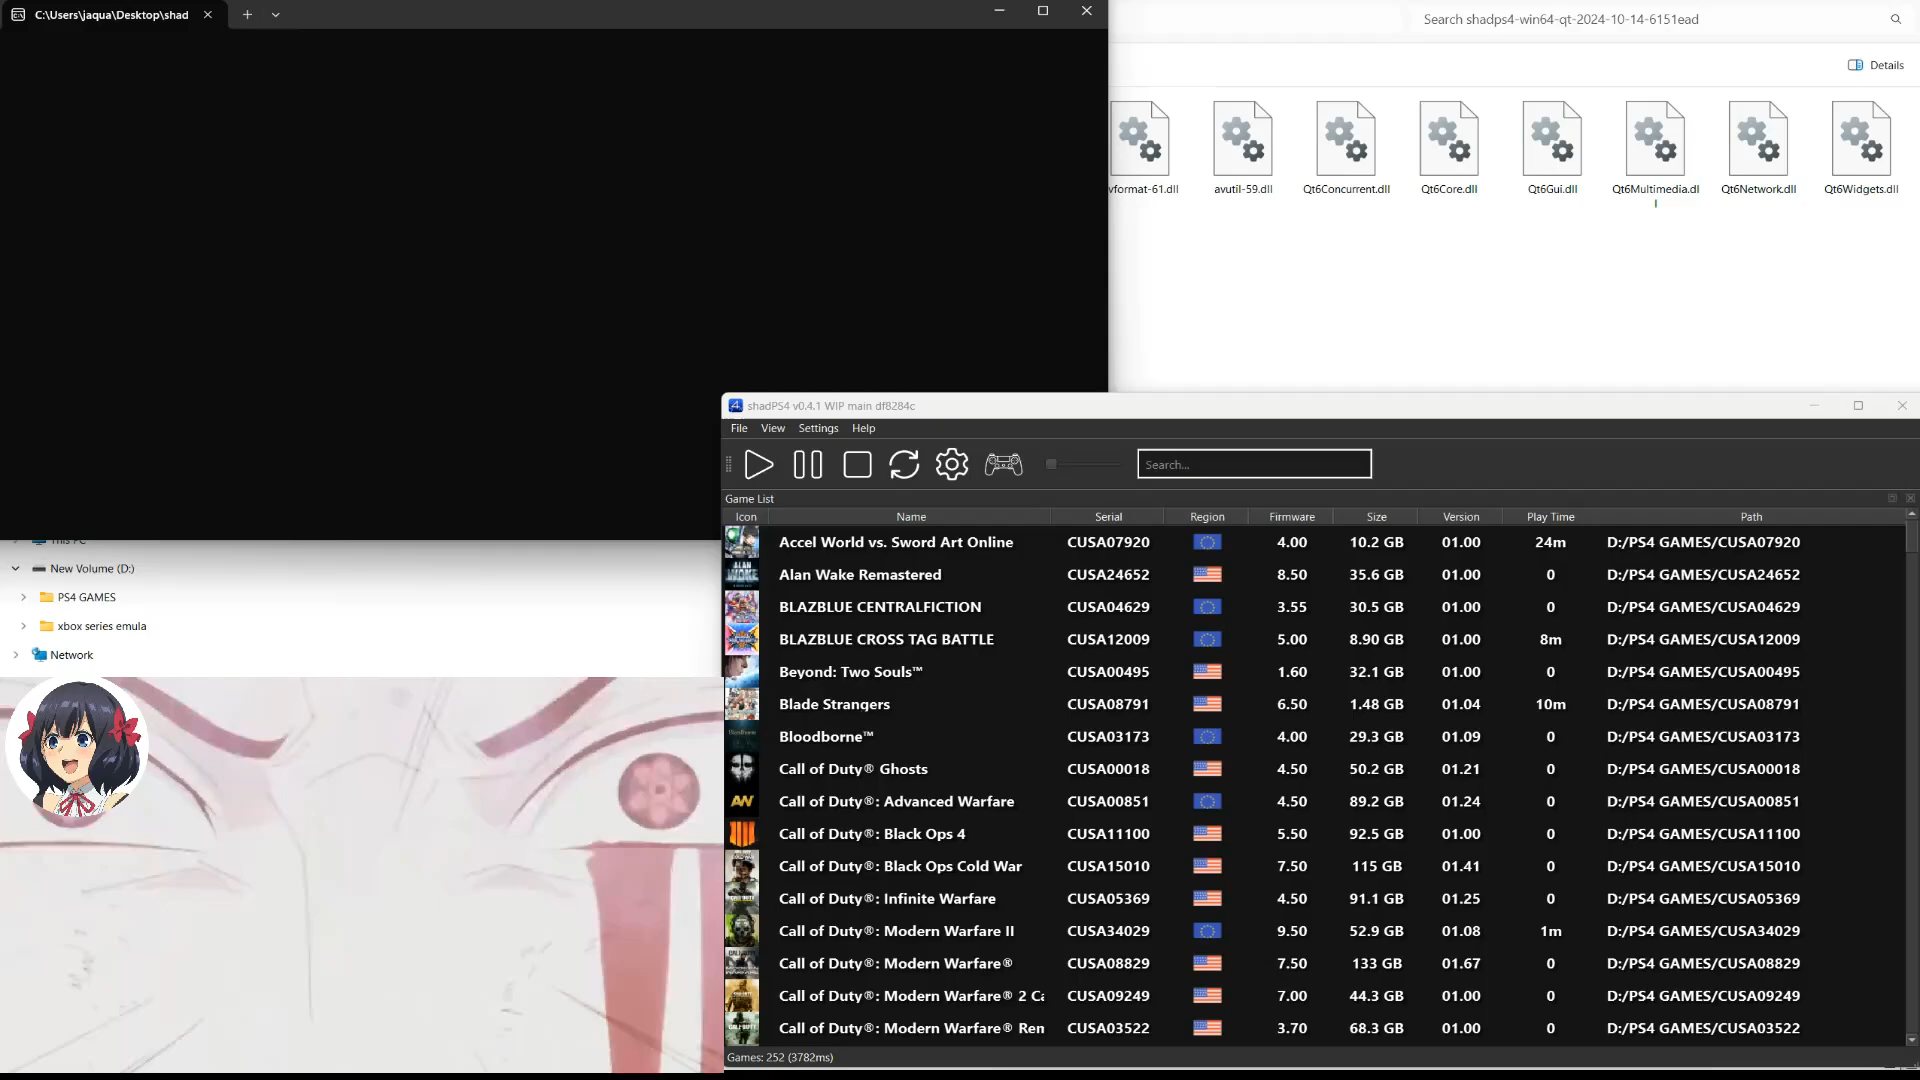 C:\Users\jaqua\Desktop\shad
Search shadps4-win64-qt-2024-10-14-6151ead
Details
vformat-61.dll
avutil-59.dll
Qt6Concurrent.dll
Qt6Core.dll
Qt6Gui.dll
Qt6Multimedia.dl
l
Qt6Network.dll
Qt6Widgets.dll
This PC
New Volume (D:)
PS4 GAMES
xbox series emula
Network
shadPS4 v0.4.1 WIP main df8284c
File View Settings Help
Search...
Game List
Icon Name Serial Region Firmware Size Version Play Time Path
Accel World vs. Sword Art Online CUSA07920 4.00 10.2 GB 01.00 24m D:/PS4 GAMES/CUSA07920
Alan Wake Remastered CUSA24652 8.50 35.6 GB 01.00 0 D:/PS4 GAMES/CUSA24652
BLAZBLUE CENTRALFICTION CUSA04629 3.55 30.5 GB 01.00 0 D:/PS4 GAMES/CUSA04629
BLAZBLUE CROSS TAG BATTLE CUSA12009 5.00 8.90 GB 01.00 8m D:/PS4 GAMES/CUSA12009
Beyond: Two Souls™ CUSA00495 1.60 32.1 GB 01.00 0 D:/PS4 GAMES/CUSA00495
Blade Strangers CUSA08791 6.50 1.48 GB 01.04 10m D:/PS4 GAMES/CUSA08791
Bloodborne™ CUSA03173 4.00 29.3 GB 01.09 0 D:/PS4 GAMES/CUSA03173
Call of Duty® Ghosts CUSA00018 4.50 50.2 GB 01.21 0 D:/PS4 GAMES/CUSA00018
Call of Duty®: Advanced Warfare CUSA00851 4.50 89.2 GB 01.24 0 D:/PS4 GAMES/CUSA00851
Call of Duty®: Black Ops 4 CUSA11100 5.50 92.5 GB 01.00 0 D:/PS4 GAMES/CUSA11100
Call of Duty®: Black Ops Cold War CUSA15010 7.50 115 GB 01.41 0 D:/PS4 GAMES/CUSA15010
Call of Duty®: Infinite Warfare CUSA05369 4.50 91.1 GB 01.25 0 D:/PS4 GAMES/CUSA05369
Call of Duty®: Modern Warfare II CUSA34029 9.50 52.9 GB 01.08 1m D:/PS4 GAMES/CUSA34029
Call of Duty®: Modern Warfare® CUSA08829 7.50 133 GB 01.67 0 D:/PS4 GAMES/CUSA08829
Call of Duty®: Modern Warfare® 2 Ca CUSA09249 7.00 44.3 GB 01.00 0 D:/PS4 GAMES/CUSA09249
Call of Duty®: Modern Warfare® Ren CUSA03522 3.70 68.3 GB 01.00 0 D:/PS4 GAMES/CUSA03522
Games: 252 (3782ms)